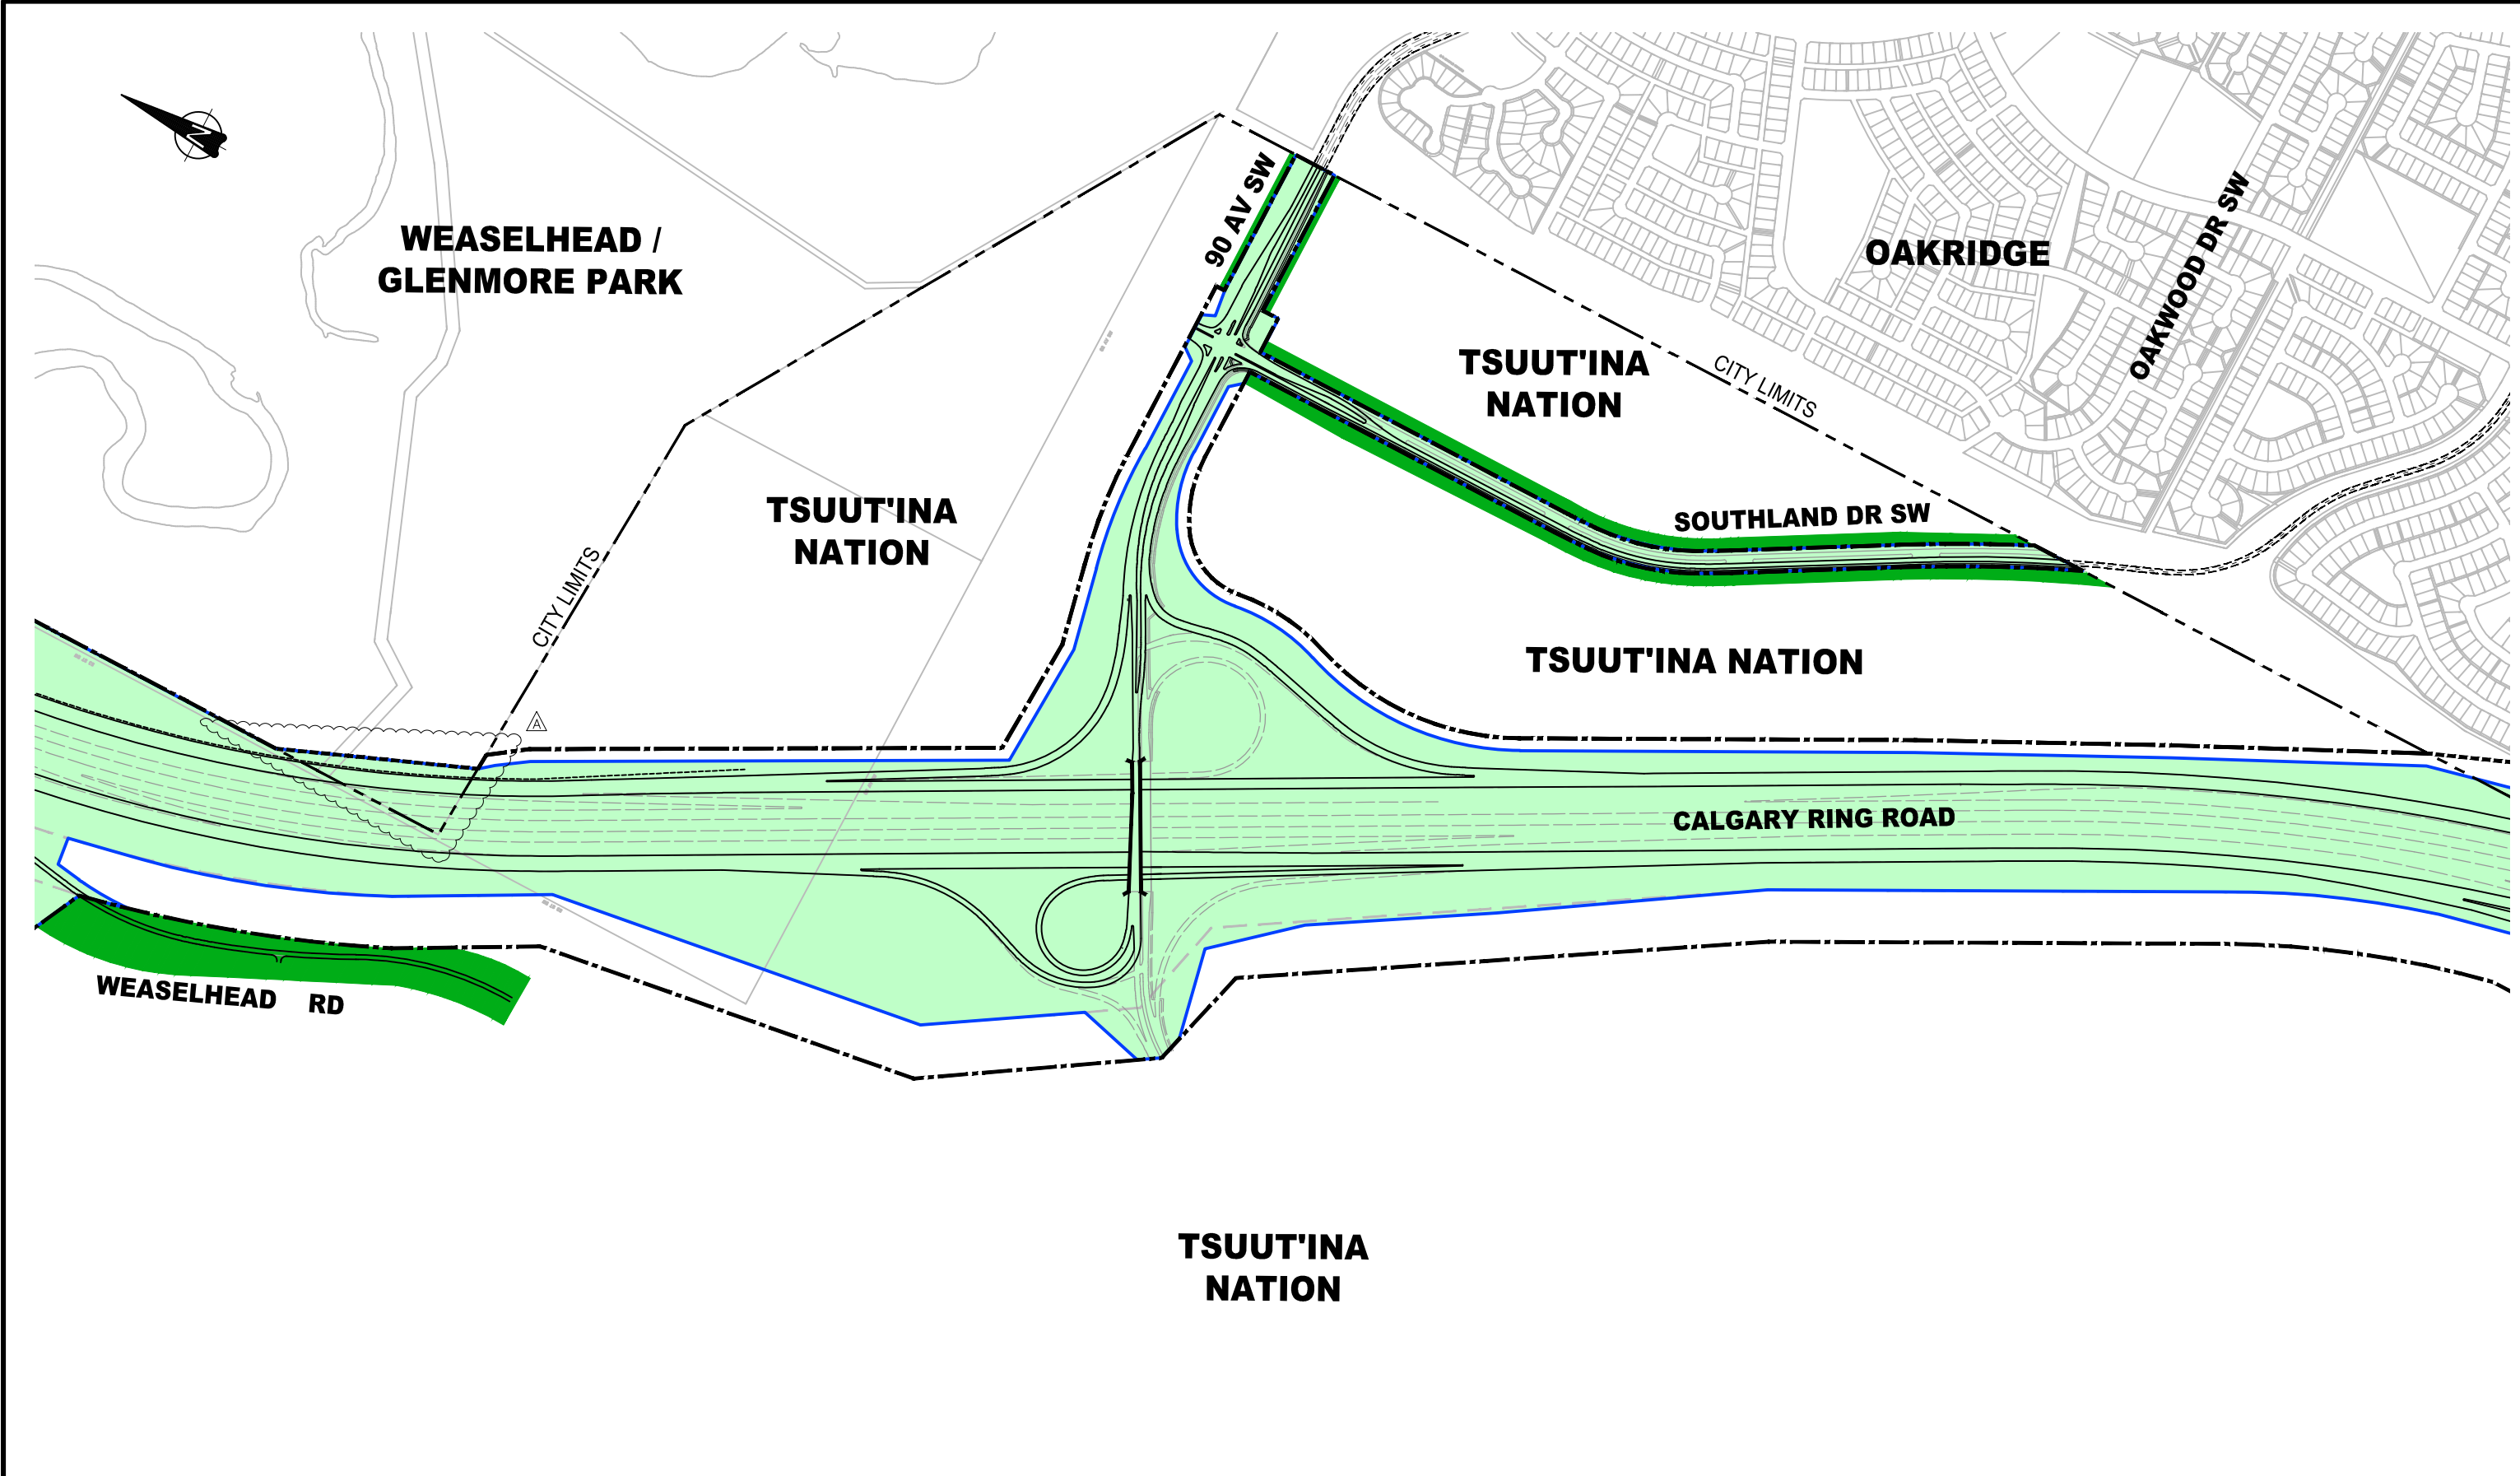 N
WEASELHEAD /
GLENMORE PARK
90 AV SW
OAKRIDGE
OAKWOOD DR SW
TSUUT'INA
NATION
CITY LIMITS
TSUUT'INA
NATION
SOUTHLAND DR SW
CITY LIMITS
TSUUT'INA NATION
A
CALGARY RING ROAD
WEASELHEAD RD
TSUUT'INA
NATION